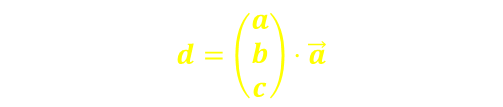 d = (a b c) · a⃗